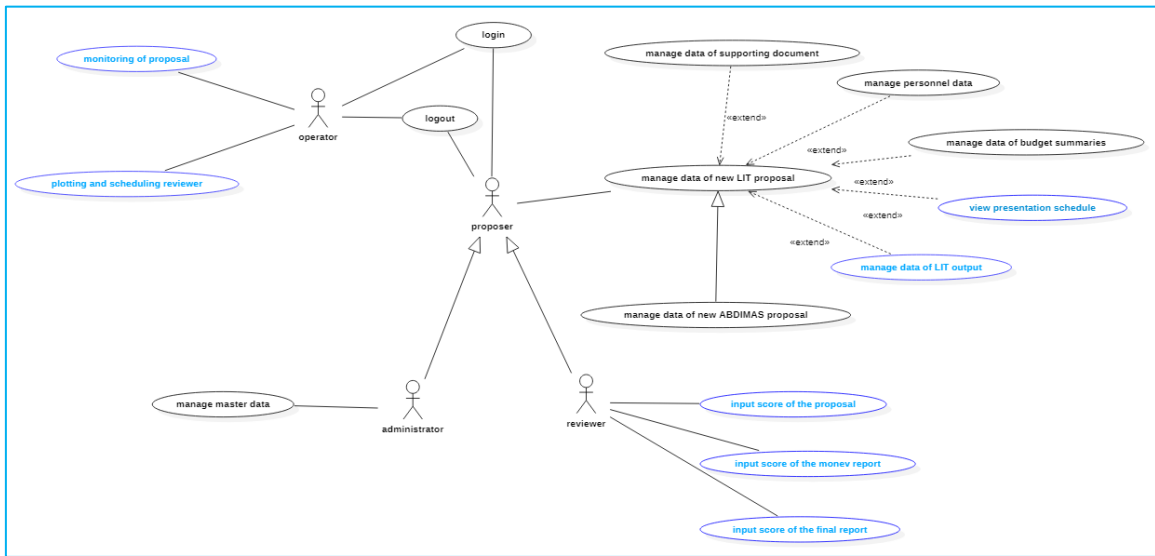 login
manage data of supporting document
monitoring of proposal
manage personnel data
operator
logout
«extend»
manage data of budget summaries
«extend»
plotting and scheduling reviewer
manage data of new LIT proposal
«extend»
view presentation schedule
proposer
«extend»
«extend»
manage data of LIT output
manage data of new ABDIMAS proposal
manage master data
administrator
reviewer
input score of the proposal
input score of the monev report
input score of the final report